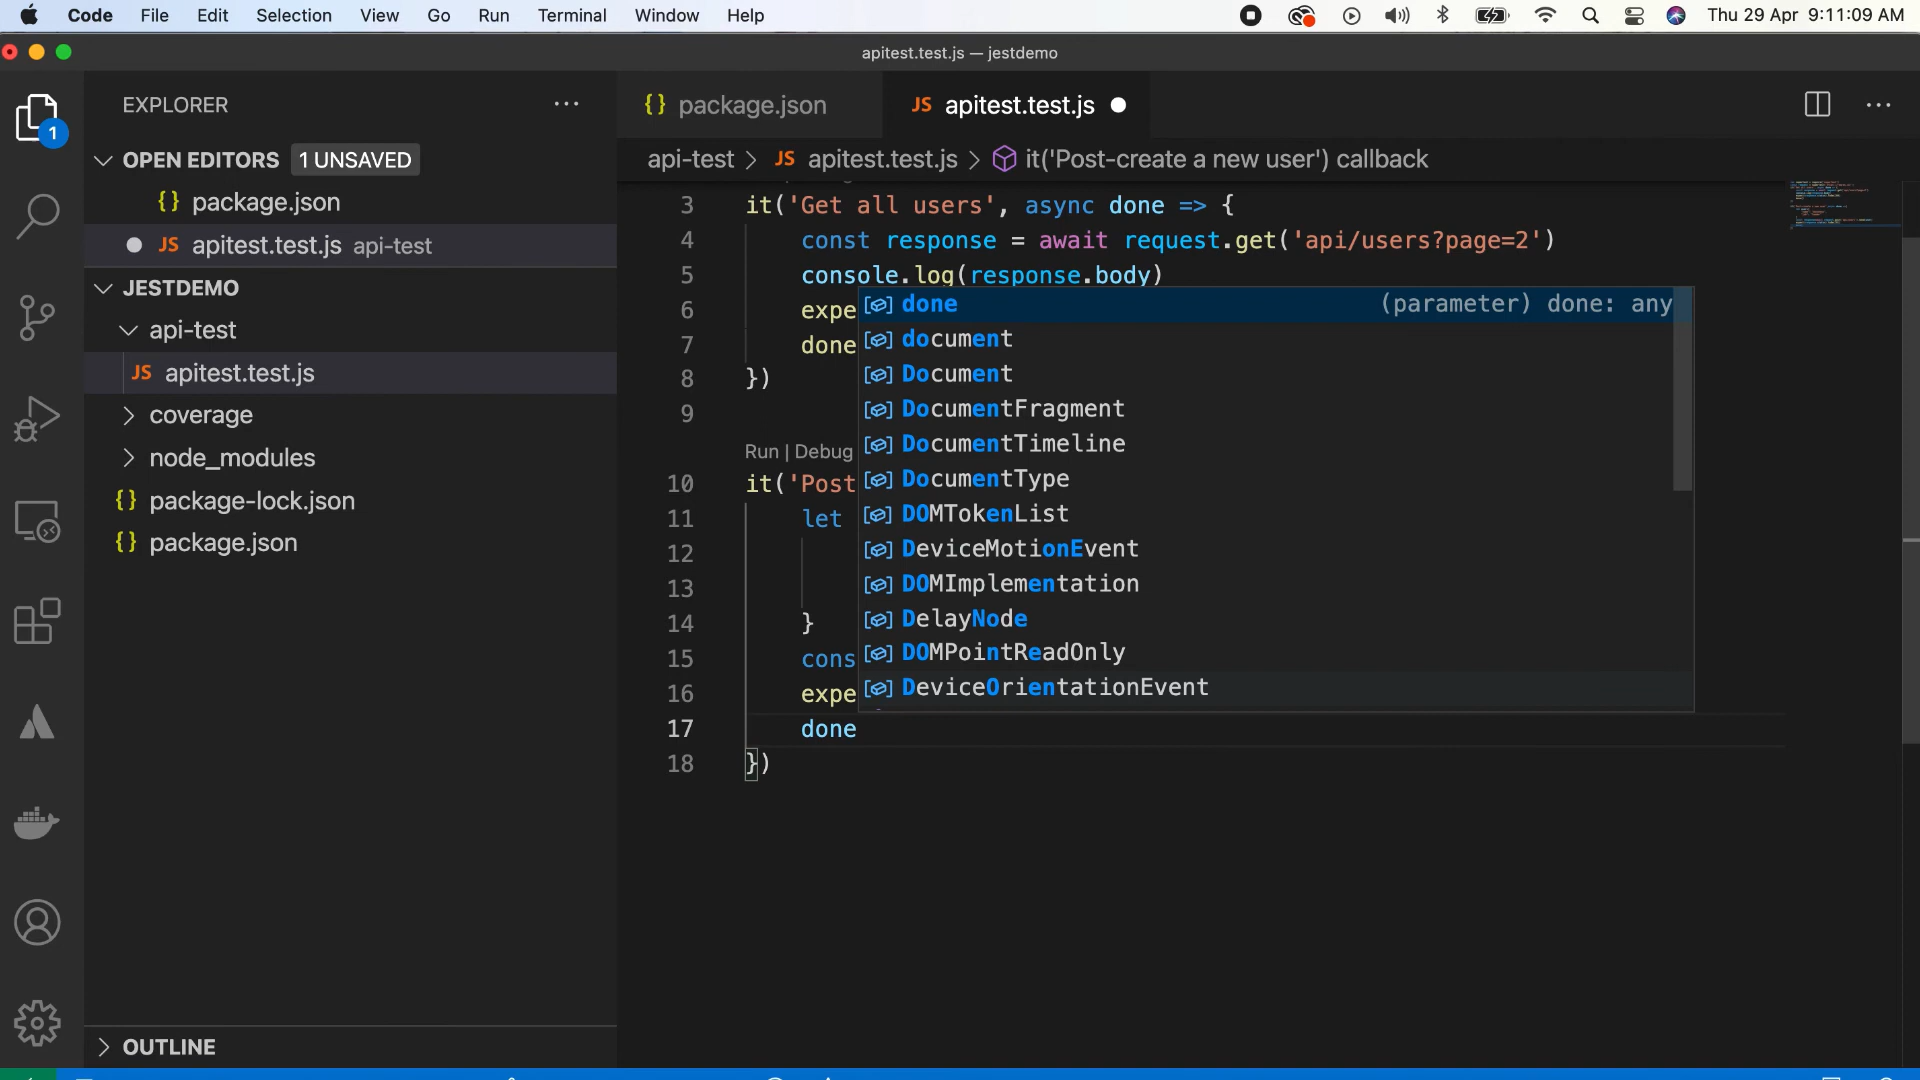 Code File Edit Selection View Go Run Terminal Window Help Thu 29 Apr 9:11:09 AM
apitest.test.js — jestdemo
1
EXPLORER
OPEN EDITORS 1 UNSAVED
{} package.json
JS apitest.test.js api-test
JESTDEMO
api-test
JS apitest.test.js
coverage
node_modules
{} package-lock.json
{} package.json
OUTLINE
{} package.json JS apitest.test.js
api-test > JS apitest.test.js > it('Post-create a new user') callback
3 it('Get all users', async done => {
4 const response = await request.get('api/users?page=2')
5 console.log(response.body)
6 expe
7 done
8 })
9
Run | Debug
10 it('Post
11 let
12
13
14 }
15 cons
16 expe
17 done
18 })
done (parameter) done: any
document
Document
DocumentFragment
DocumentTimeline
DocumentType
DOMTokenList
DeviceMotionEvent
DOMImplementation
DelayNode
DOMPointReadOnly
DeviceOrientationEvent